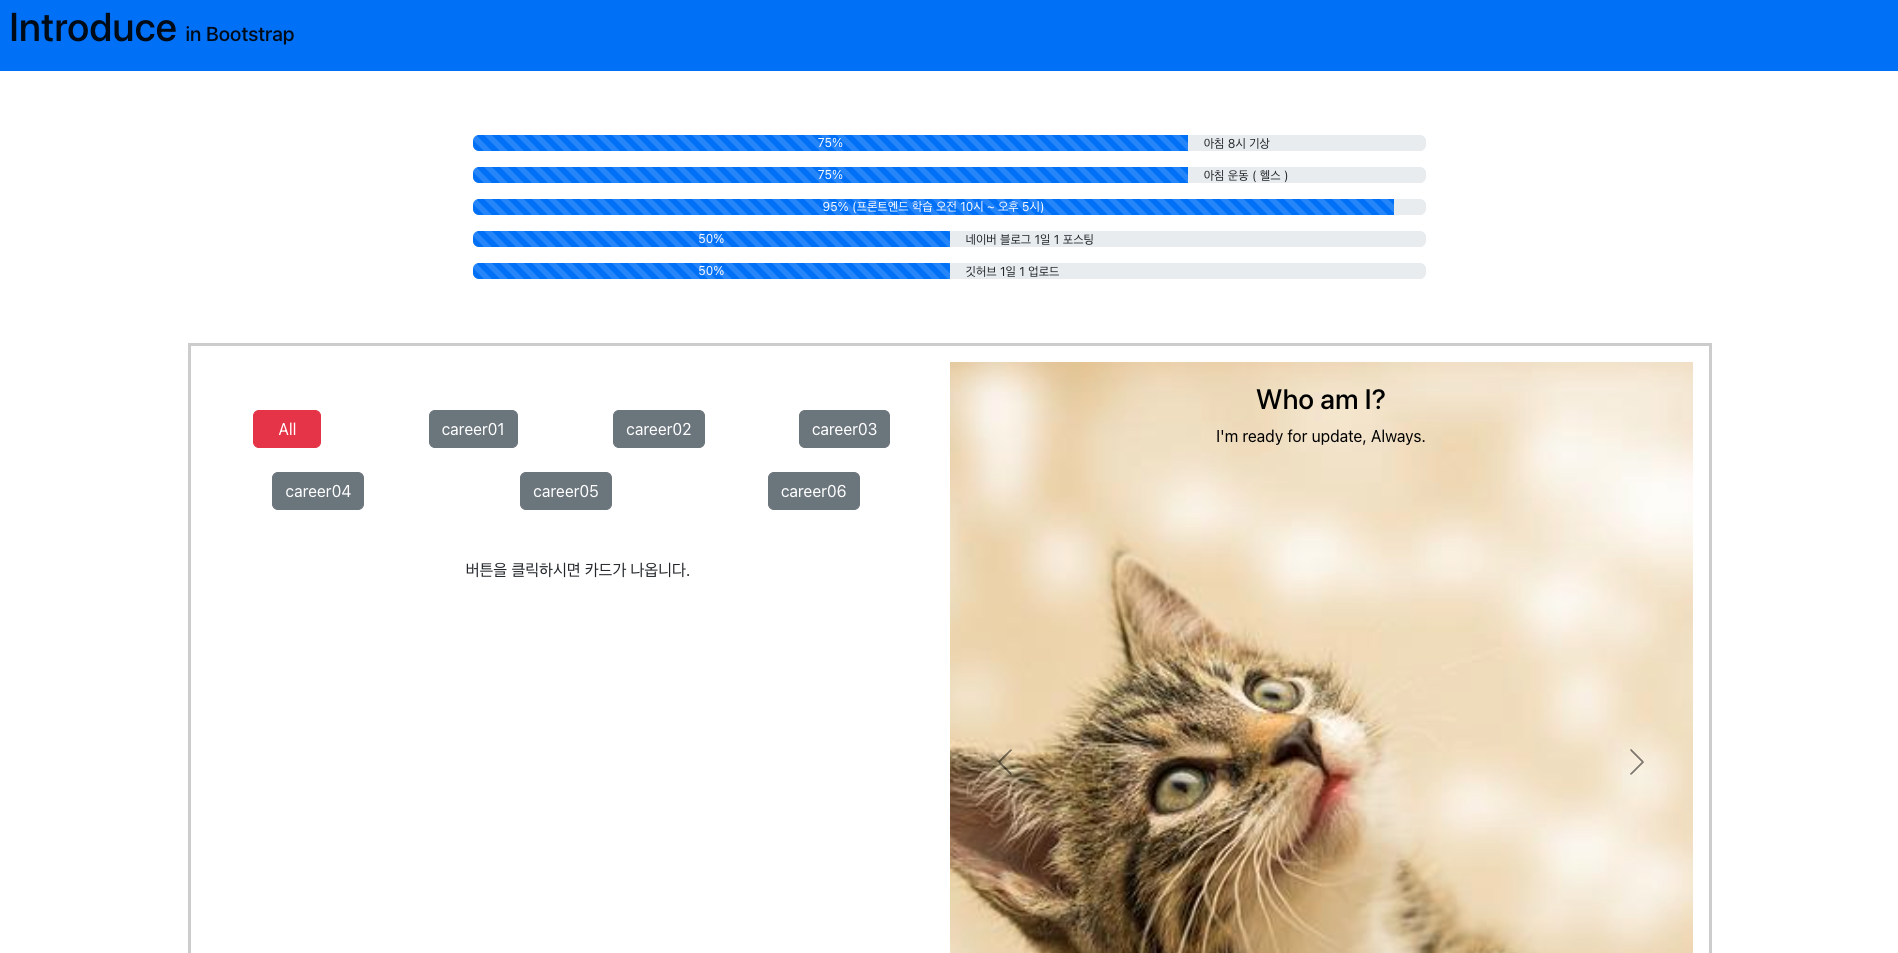 Introduce in Bootstrap
75% 아침 8시 기상
75% 아침 운동 ( 헬스 )
95% (프론트엔드 학습 오전 10시 ~ 오후 5시)
50% 네이버 블로그 1일 1 포스팅
50% 깃허브 1일 1 업로드
All career01 career02 career03
career04 career05 career06
버튼을 클릭하시면 카드가 나옵니다.
Who am I?
I'm ready for update, Always.